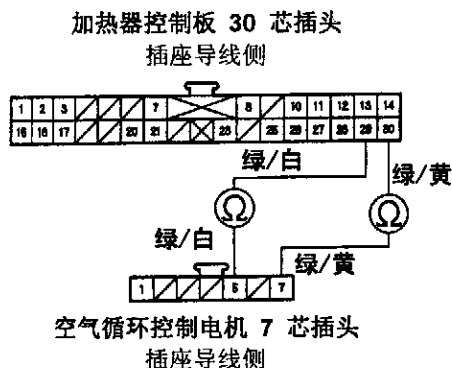 加热器控制板 30 芯插头
插座导线侧
1 2 3 7 8 10 11 12 13 14
15 16 17 20 21 23 25 26 27 28 29 30
绿/白
绿/黄
Ω Ω
绿/白
绿/黄
1 5 7
空气循环控制电机 7 芯插头
插座导线侧